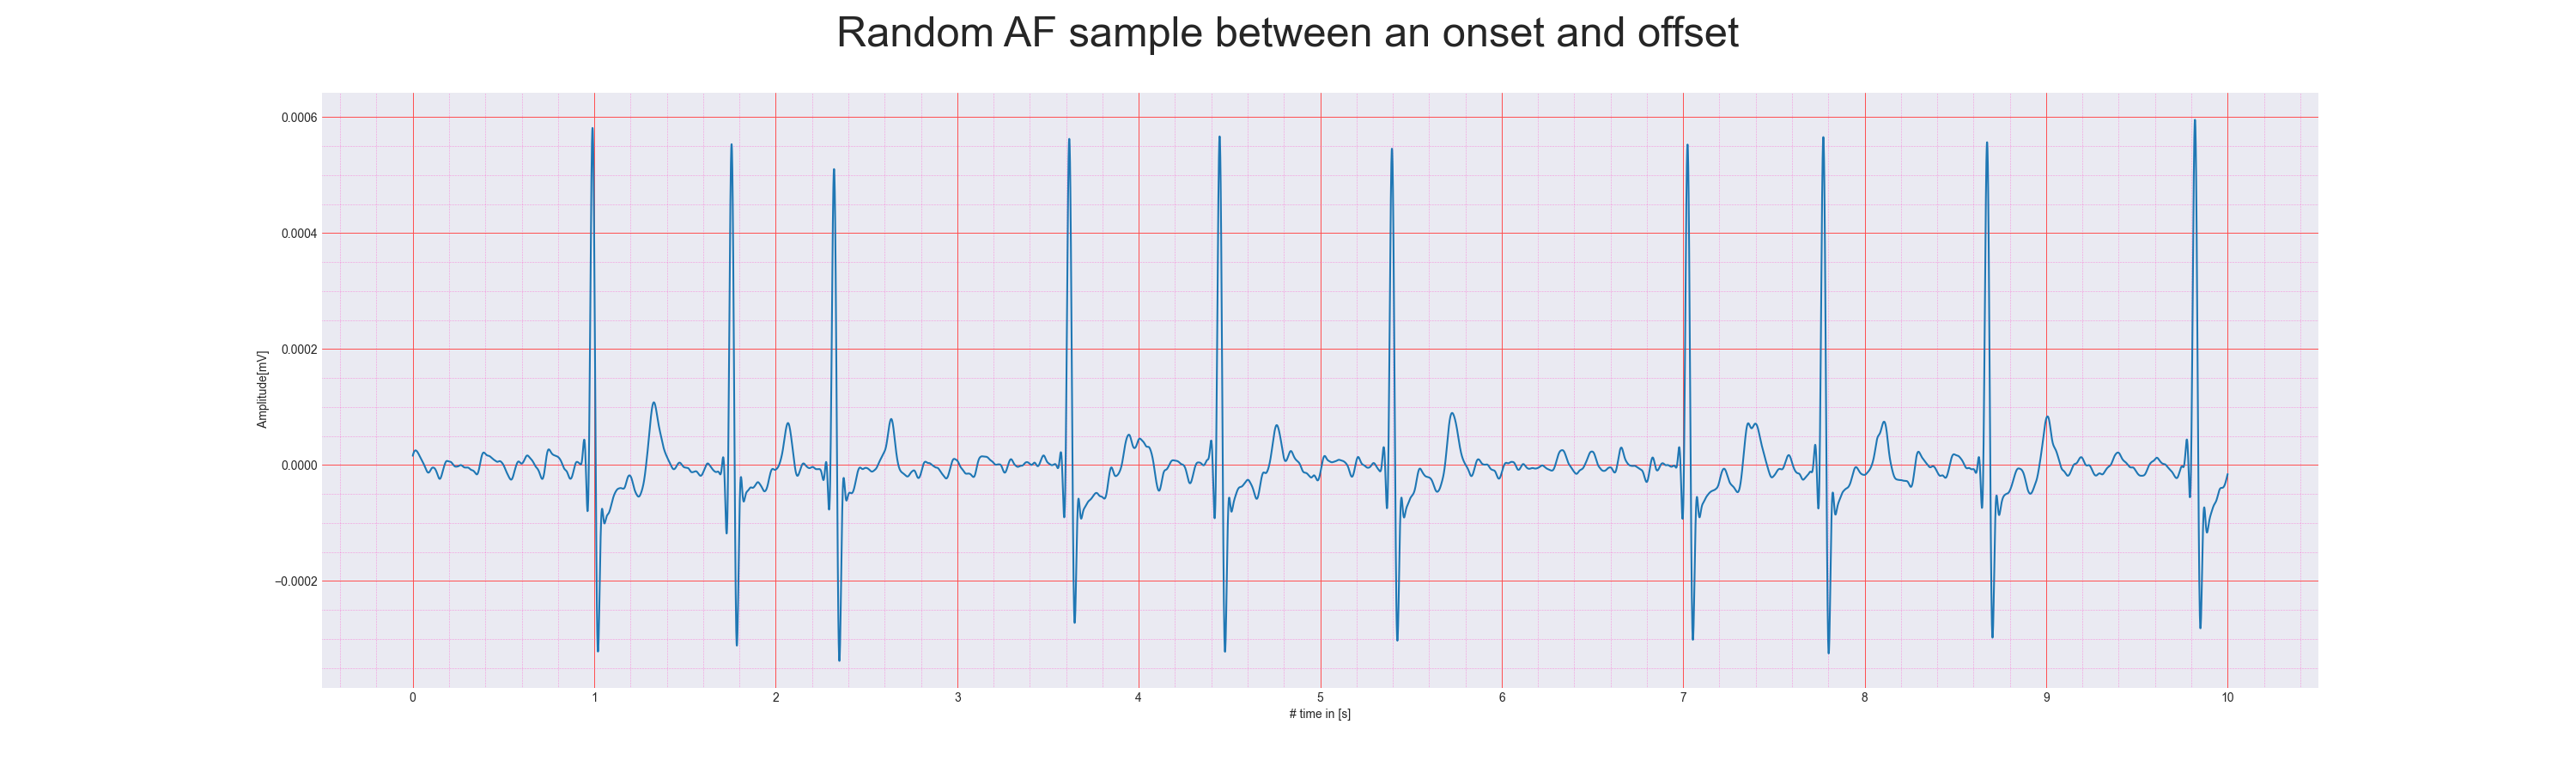 Random AF sample between an onset and offset
0.0006
0.0004
0.0002
0.0000
−0.0002
Amplitude[mV]
0 1 2 3 4 5 6 7 8 9 10
# time in [s]